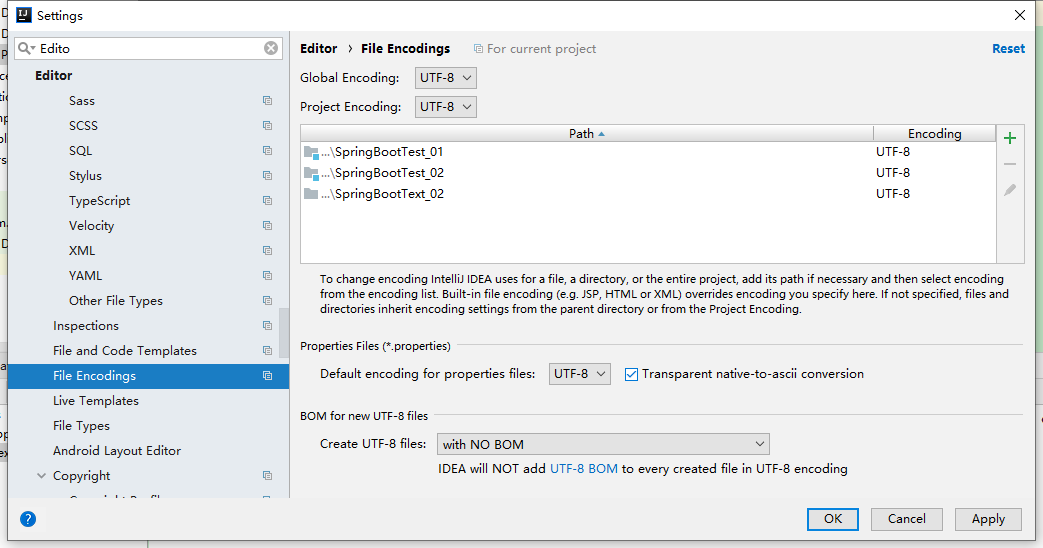 Settings
Edito
Editor
Sass
SCSS
SQL
Stylus
TypeScript
Velocity
XML
YAML
Other File Types
Inspections
File and Code Templates
File Encodings
Live Templates
File Types
Android Layout Editor
Copyright
Editor › File Encodings For current project Reset
Global Encoding: UTF-8
Project Encoding: UTF-8
Path Encoding
...\SpringBootTest_01 UTF-8
...\SpringBootTest_02 UTF-8
...\SpringBootText_02 UTF-8
To change encoding IntelliJ IDEA uses for a file, a directory, or the entire project, add its path if necessary and then select encoding
from the encoding list. Built-in file encoding (e.g. JSP, HTML or XML) overrides encoding you specify here. If not specified, files and
directories inherit encoding settings from the parent directory or from the Project Encoding.
Properties Files (*.properties)
Default encoding for properties files: UTF-8 Transparent native-to-ascii conversion
BOM for new UTF-8 files
Create UTF-8 files: with NO BOM
IDEA will NOT add UTF-8 BOM to every created file in UTF-8 encoding
? OK Cancel Apply